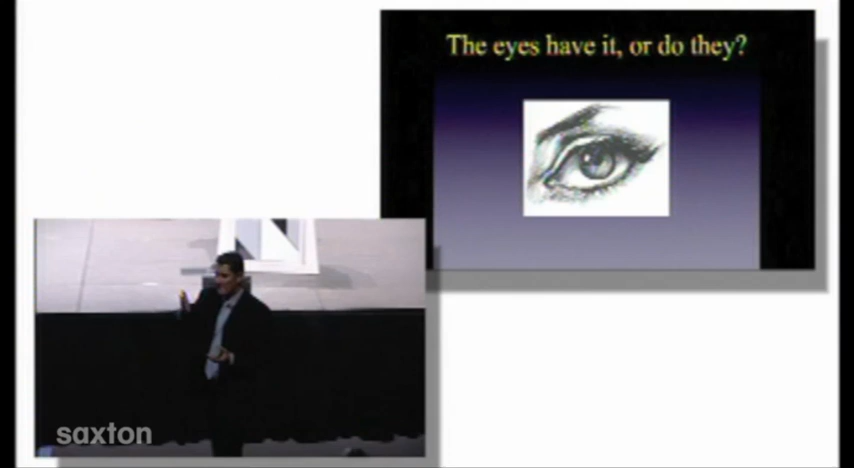 The eyes have it, or do they?
saxton